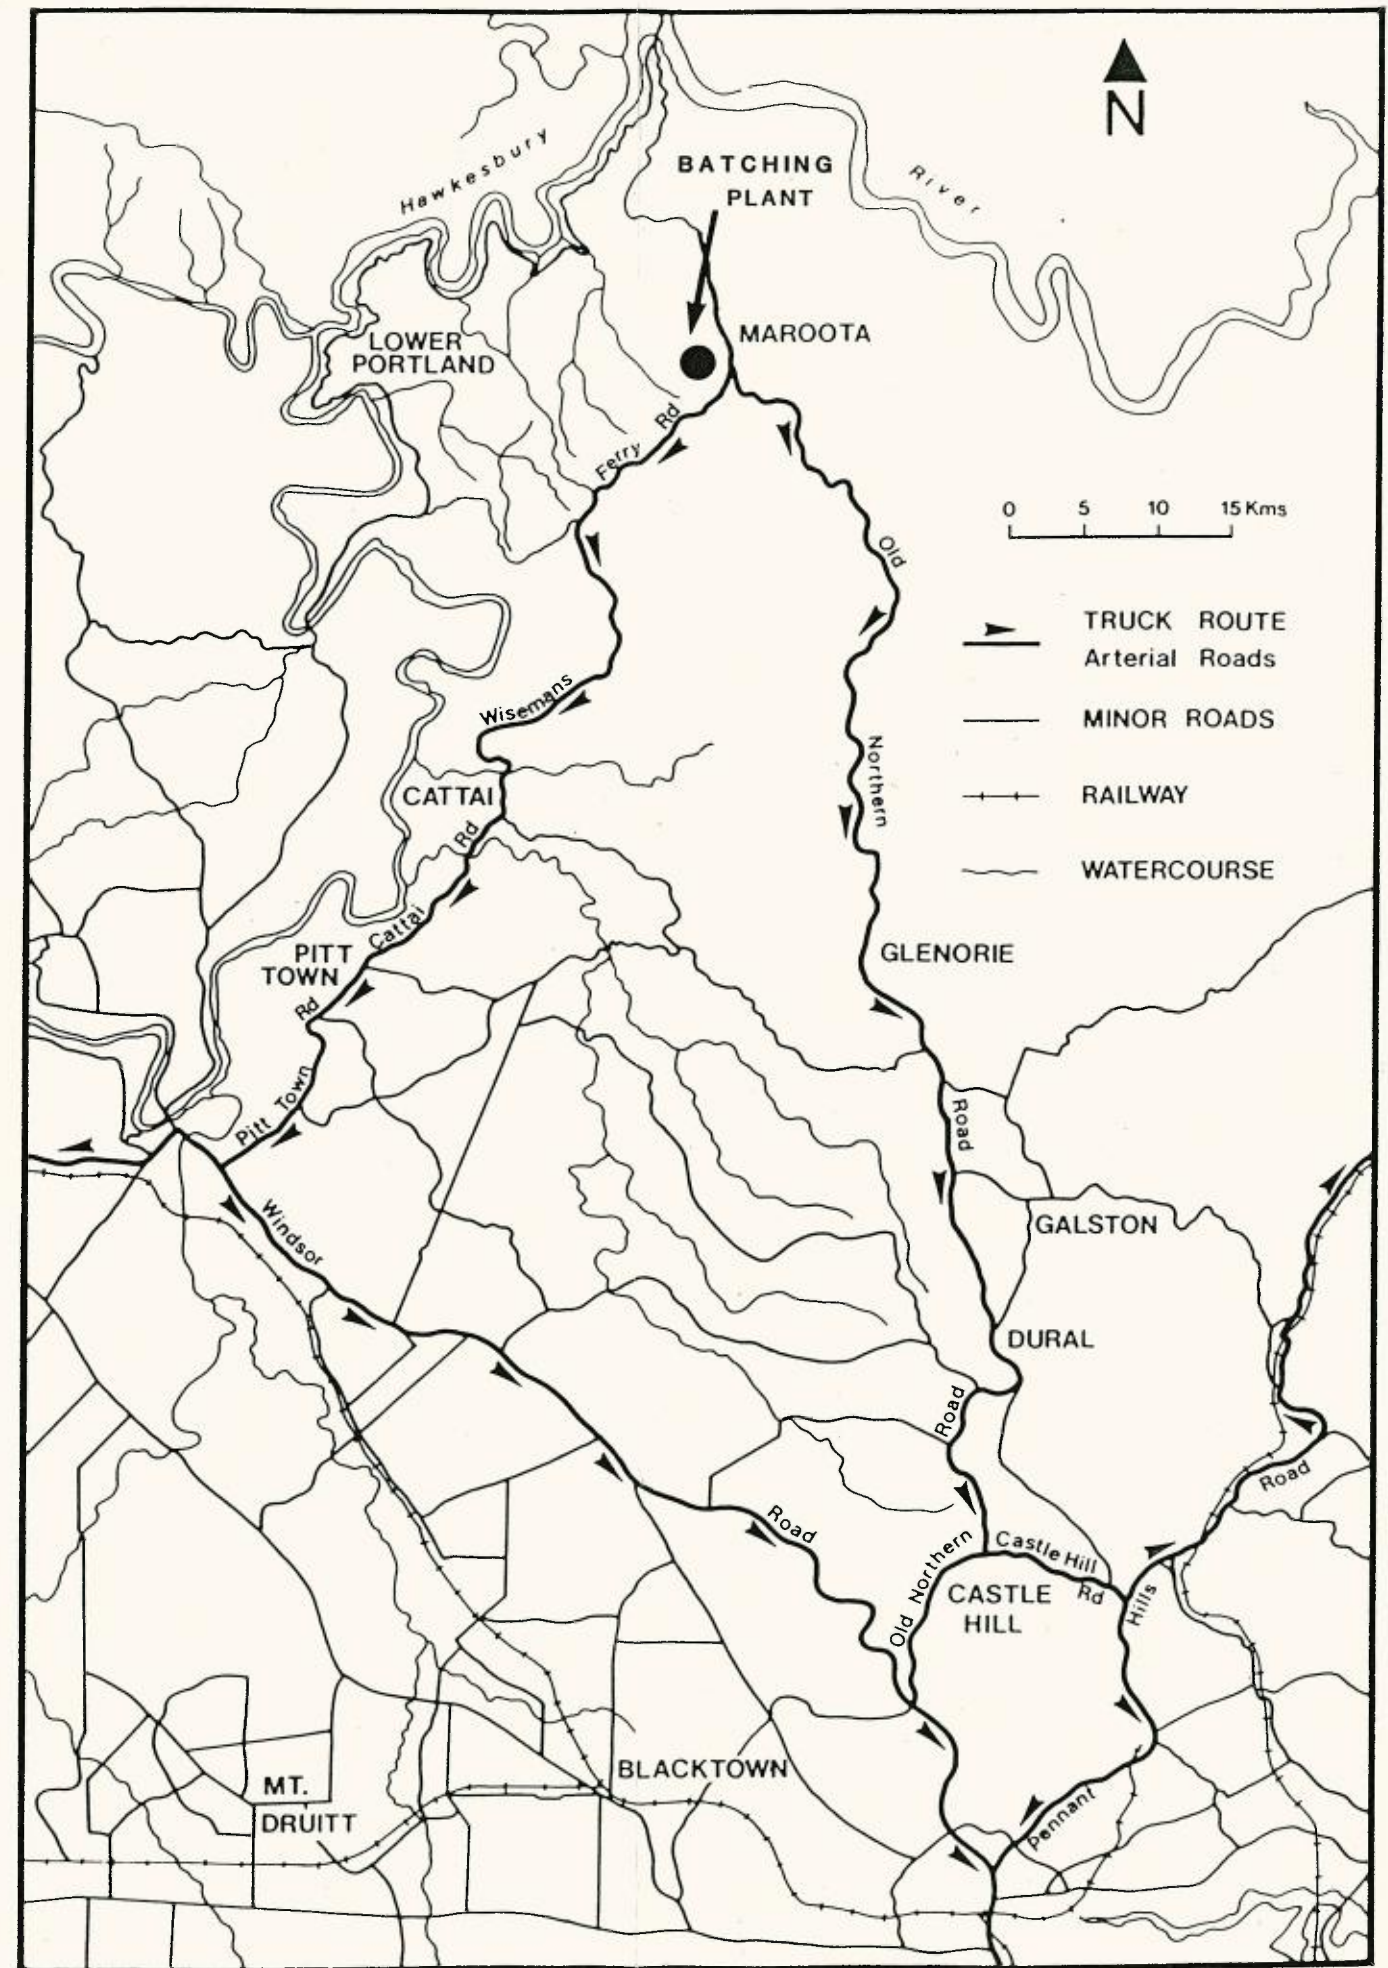 N
Hawkesbury
River
BATCHING
PLANT
MAROOTA
LOWER
PORTLAND
Ferry Rd
0 5 10 15 Kms
Old
TRUCK ROUTE
Arterial Roads
Wisemans
MINOR ROADS
Northern
CATTAI
RAILWAY
Rd
WATERCOURSE
Cattai
PITT
TOWN
GLENORIE
Rd
Pitt Town
Road
Windsor
GALSTON
DURAL
Road
Road
Road
Old Northern
Castle Hill
Rd
CASTLE
HILL
Hills
BLACKTOWN
MT.
DRUITT
Pennant